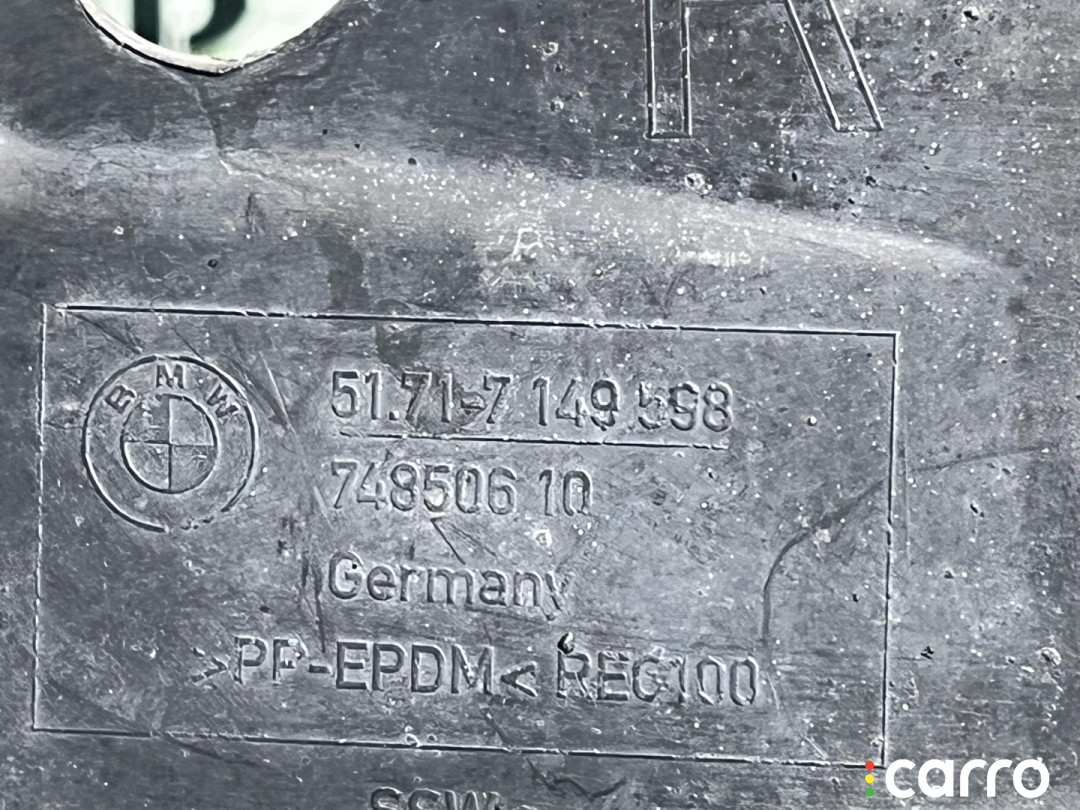 R
BMW
51.71-7 149 598
748506 10
Germany
>PP-EPDM< REC100
carro